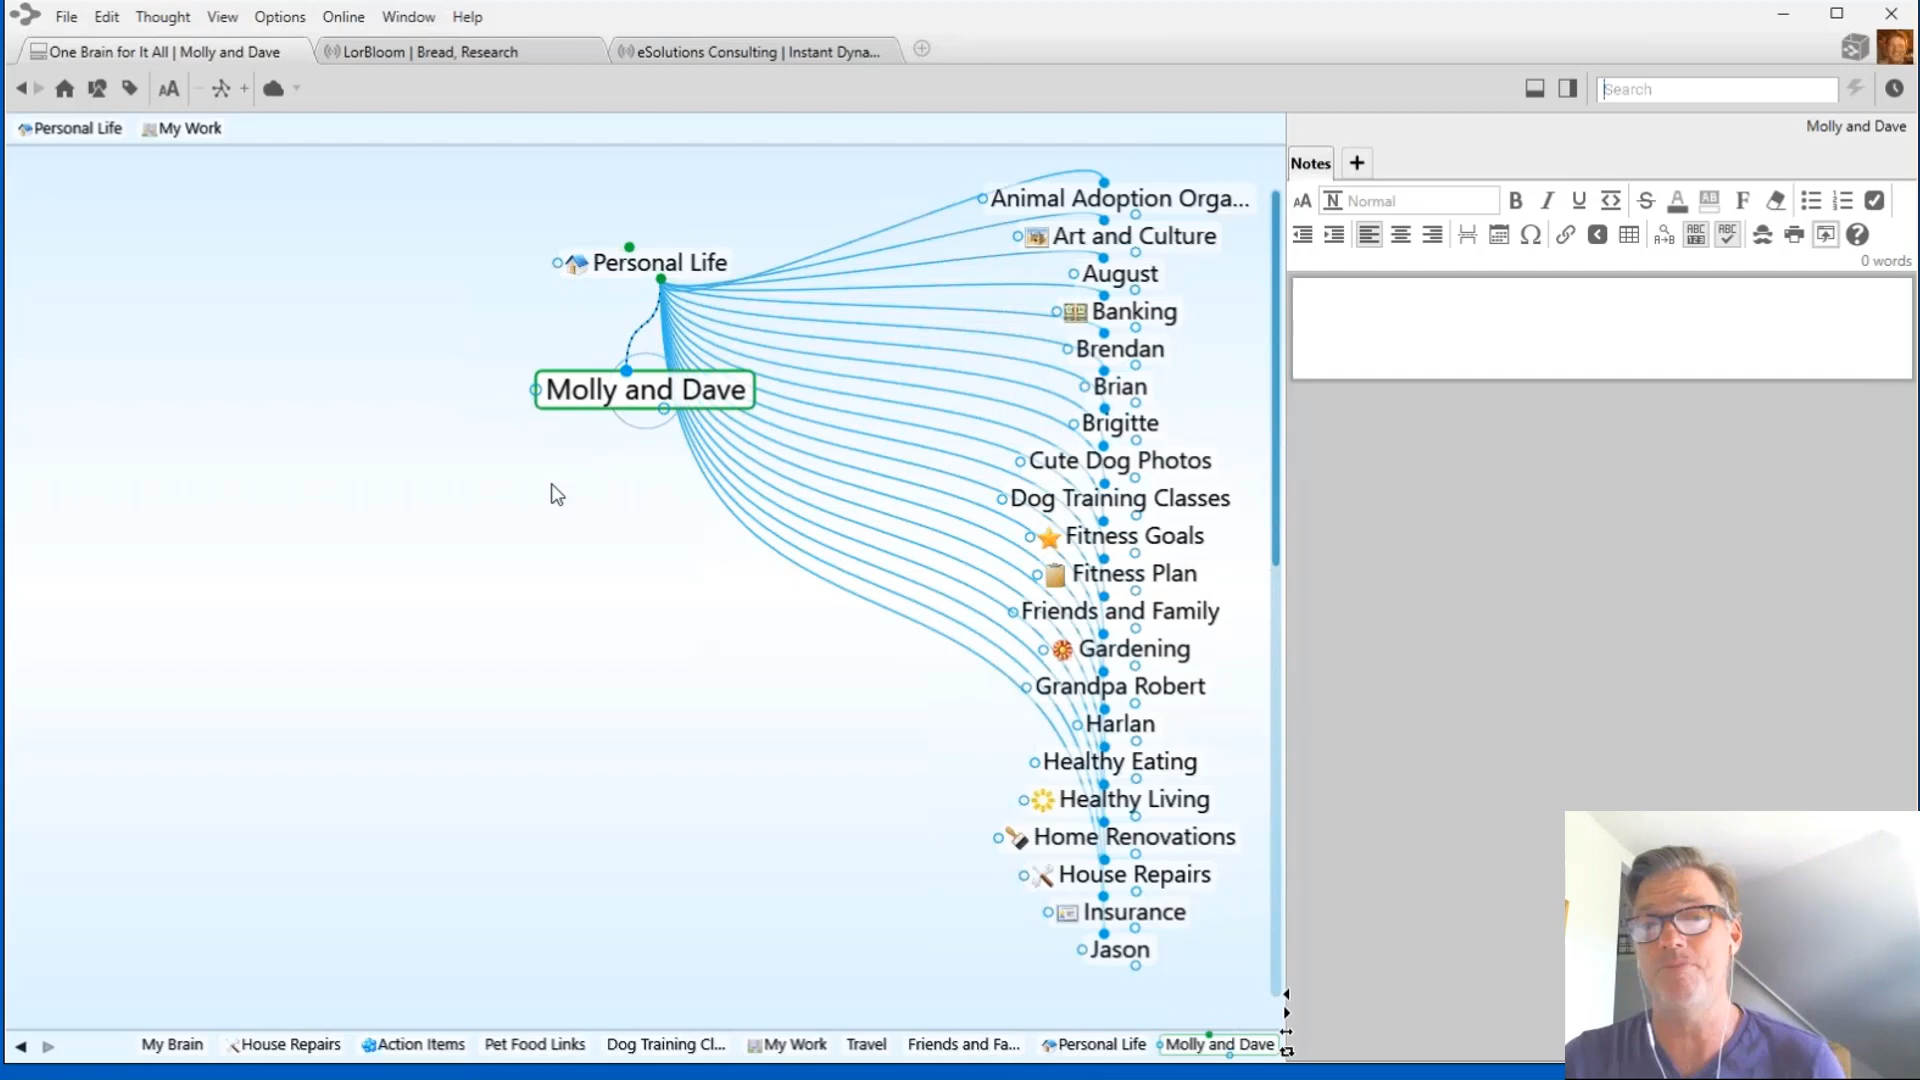 File Edit Thought View Options Online Window Help
One Brain for It All | Molly and Dave
LorBloom | Bread, Research
eSolutions Consulting | Instant Dyna...
AA
Search
Personal Life My Work
Molly and Dave
Notes
AA N Normal B I U F
ABC
0 words
Personal Life
Molly and Dave
Animal Adoption Orga...
Art and Culture
August
Banking
Brendan
Brian
Brigitte
Cute Dog Photos
Dog Training Classes
Fitness Goals
Fitness Plan
Friends and Family
Gardening
Grandpa Robert
Harlan
Healthy Eating
Healthy Living
Home Renovations
House Repairs
Insurance
Jason
My Brain House Repairs Action Items Pet Food Links Dog Training Cl... My Work Travel Friends and Fa... Personal Life Molly and Dave